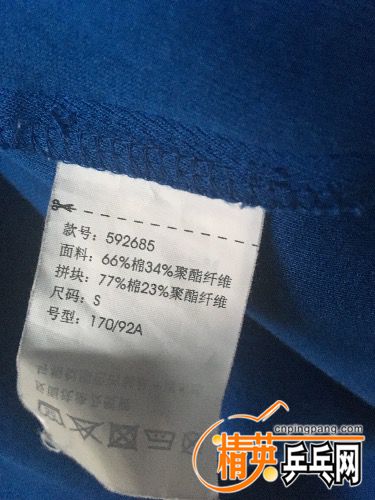 款号: 592685
面料: 66%棉34%聚酯纤维
拼块: 77%棉23%聚酯纤维
尺码: S
号型: 170/92A
cnpingpang.com
精英乒乓网